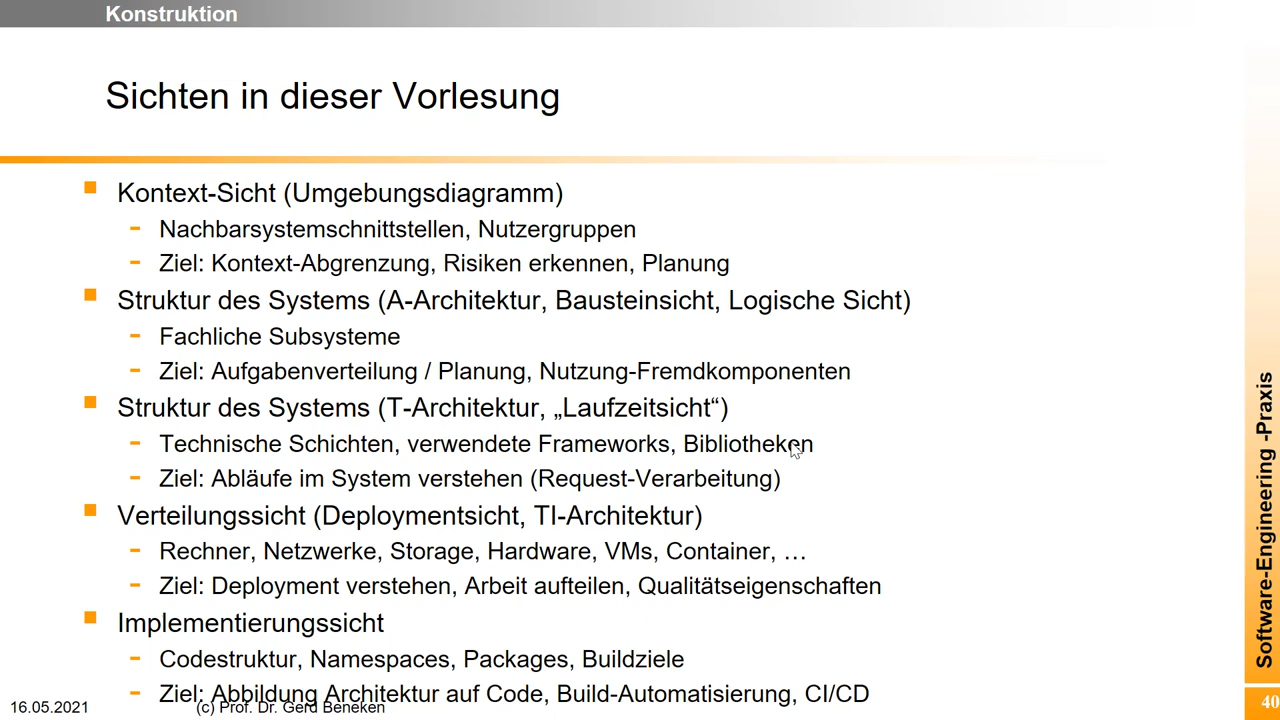 Konstruktion
Sichten in dieser Vorlesung
Kontext-Sicht (Umgebungsdiagramm)
Nachbarsystemschnittstellen, Nutzergruppen
Ziel: Kontext-Abgrenzung, Risiken erkennen, Planung
Struktur des Systems (A-Architektur, Bausteinsicht, Logische Sicht)
Fachliche Subsysteme
Ziel: Aufgabenverteilung / Planung, Nutzung-Fremdkomponenten
Struktur des Systems (T-Architektur, „Laufzeitsicht“)
Technische Schichten, verwendete Frameworks, Bibliotheken
Ziel: Abläufe im System verstehen (Request-Verarbeitung)
Verteilungssicht (Deploymentsicht, TI-Architektur)
Rechner, Netzwerke, Storage, Hardware, VMs, Container, …
Ziel: Deployment verstehen, Arbeit aufteilen, Qualitätseigenschaften
Implementierungssicht
Codestruktur, Namespaces, Packages, Buildziele
Ziel: Abbildung Architektur auf Code, Build-Automatisierung, CI/CD
16.05.2021
(c) Prof. Dr. Gerd Beneken
Software-Engineering -Praxis
40